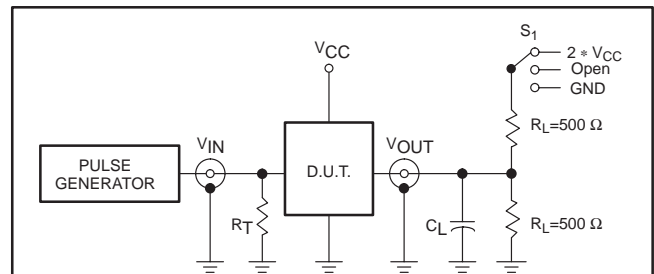 S1
2 * VCC
Open
GND
VCC
RL=500 Ω
VIN
VOUT
PULSE
GENERATOR
D.U.T.
RT
CL
RL=500 Ω